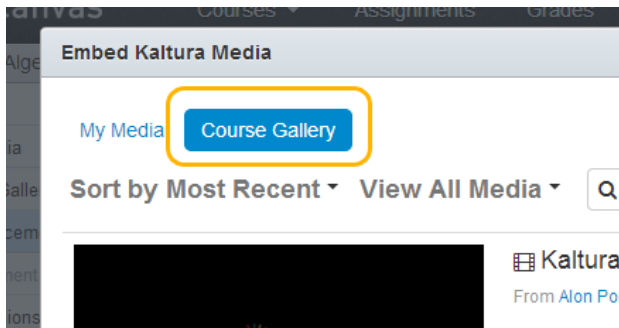 Canvas Courses Assignments Grades
Embed Kaltura Media
My Media Course Gallery
Sort by Most Recent View All Media
Kaltura
From Alon